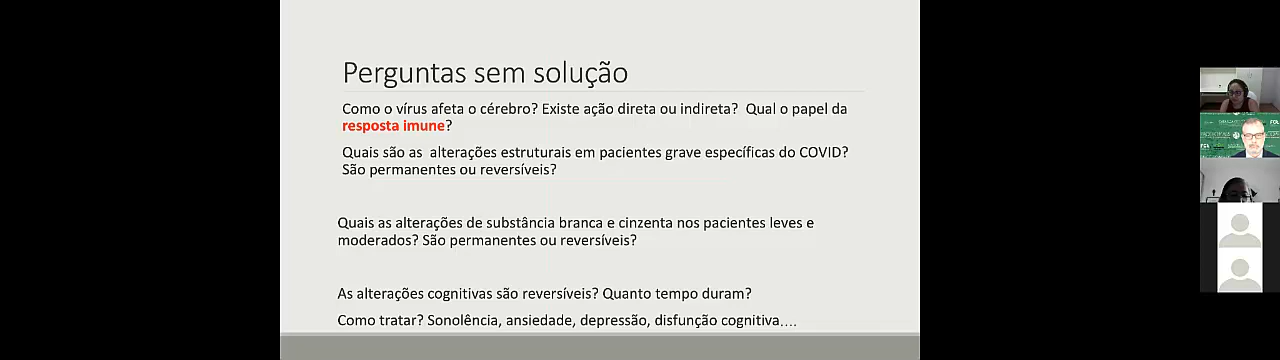 Perguntas sem solução
Como o vírus afeta o cérebro? Existe ação direta ou indireta? Qual o papel da
resposta imune?
Quais são as alterações estruturais em pacientes grave específicas do COVID?
São permanentes ou reversíveis?
Quais as alterações de substância branca e cinzenta nos pacientes leves e
moderados? São permanentes ou reversíveis?
As alterações cognitivas são reversíveis? Quanto tempo duram?
Como tratar? Sonolência, ansiedade, depressão, disfunção cognitiva....